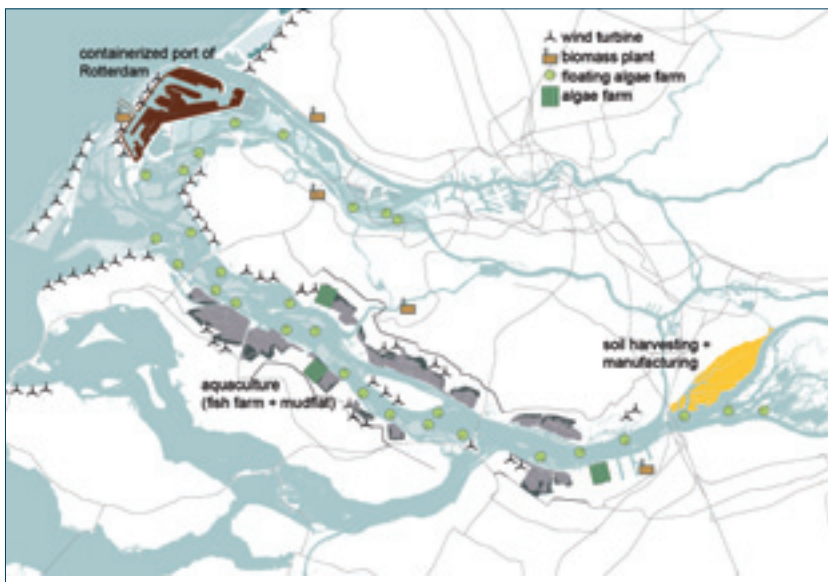 containerized port of
Rotterdam
wind turbine
biomass plant
floating algae farm
algae farm
soil harvesting +
manufacturing
aquaculture
(fish farm + mudflat)